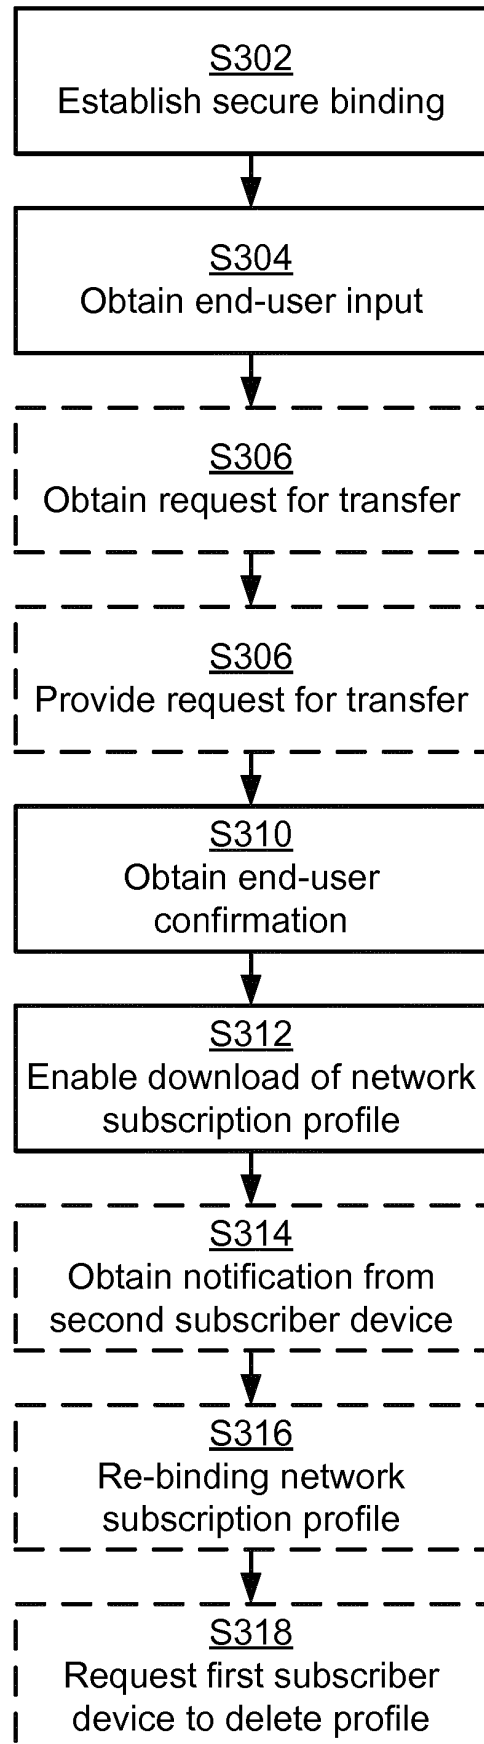 S302
Establish secure binding
S304
Obtain end-user input
S306
Obtain request for transfer
S306
Provide request for transfer
S310
Obtain end-user
confirmation
S312
Enable download of network
subscription profile
S314
Obtain notification from
second subscriber device
S316
Re-binding network
subscription profile
S318
Request first subscriber
device to delete profile